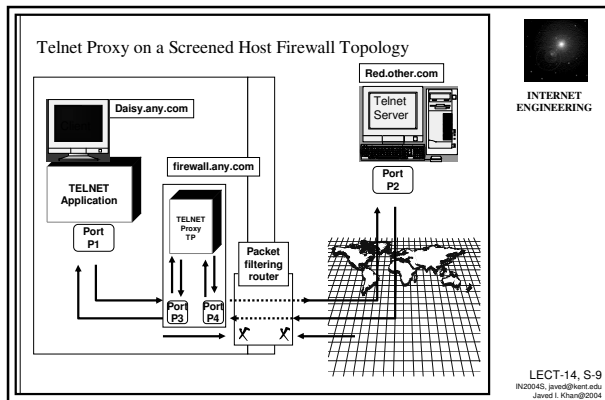 Telnet Proxy on a Screened Host Firewall Topology
Red.other.com
Daisy.any.com
Telnet
Server
INTERNET
ENGINEERING
firewall.any.com
Port
P2
TELNET
Application
TELNET
Proxy
TP
Port
P1
Packet
filtering
router
Port
P3
Port
P4
LECT-14, S-9
IN2004S, javed@kent.edu
Javed I. Khan@2004